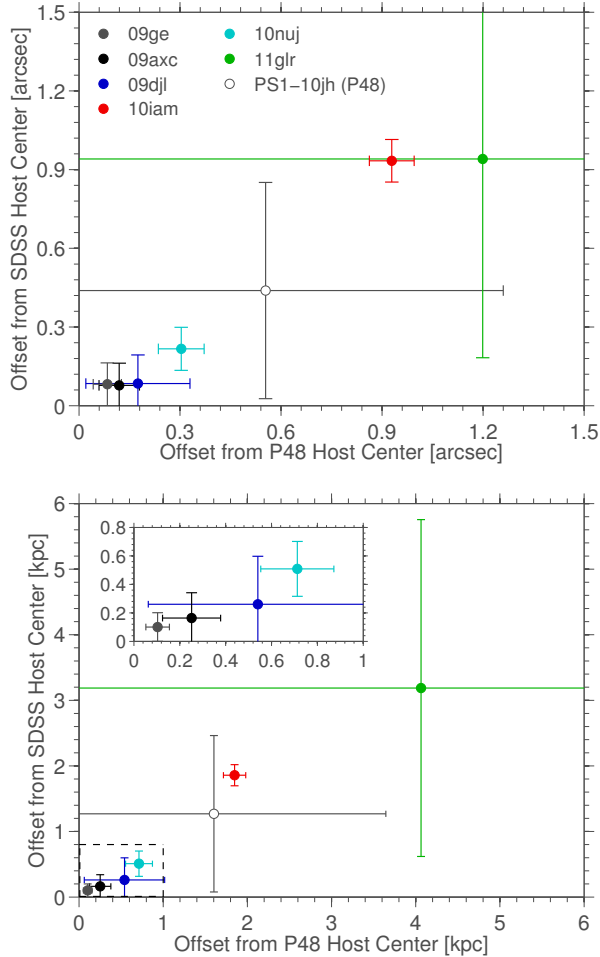 1.5
1.2
0.9
0.6
0.3
0
Offset from SDSS Host Center [arcsec]
09ge
09axc
09djl
10iam
10nuj
11glr
PS1−10jh (P48)
0 0.3 0.6 0.9 1.2 1.5
Offset from P48 Host Center [arcsec]
6
5
4
3
2
1
0
Offset from SDSS Host Center [kpc]
0.8
0.6
0.4
0.2
0
0 0.2 0.4 0.6 0.8 1
0 1 2 3 4 5 6
Offset from P48 Host Center [kpc]